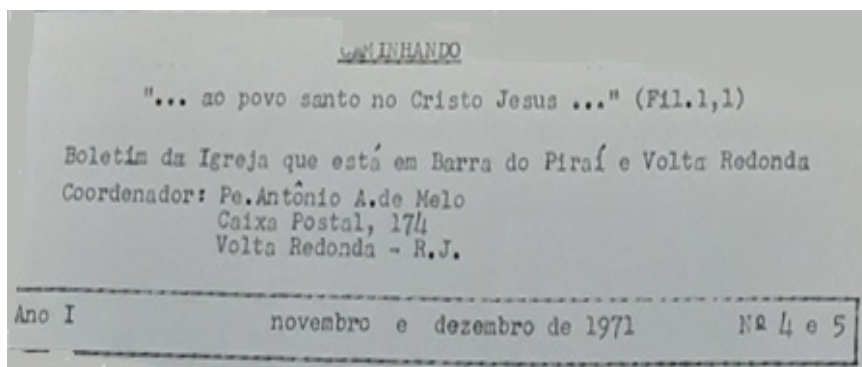 CAMINHANDO
"... ao povo santo no Cristo Jesus ..." (Fil.1,1)
Boletim da Igreja que está em Barra do Piraí e Volta Redonda
Coordenador: Pe.Antônio A.de Melo
Caixa Postal, 174
Volta Redonda - R.J.
Ano I novembro e dezembro de 1971 Nº 4 e 5